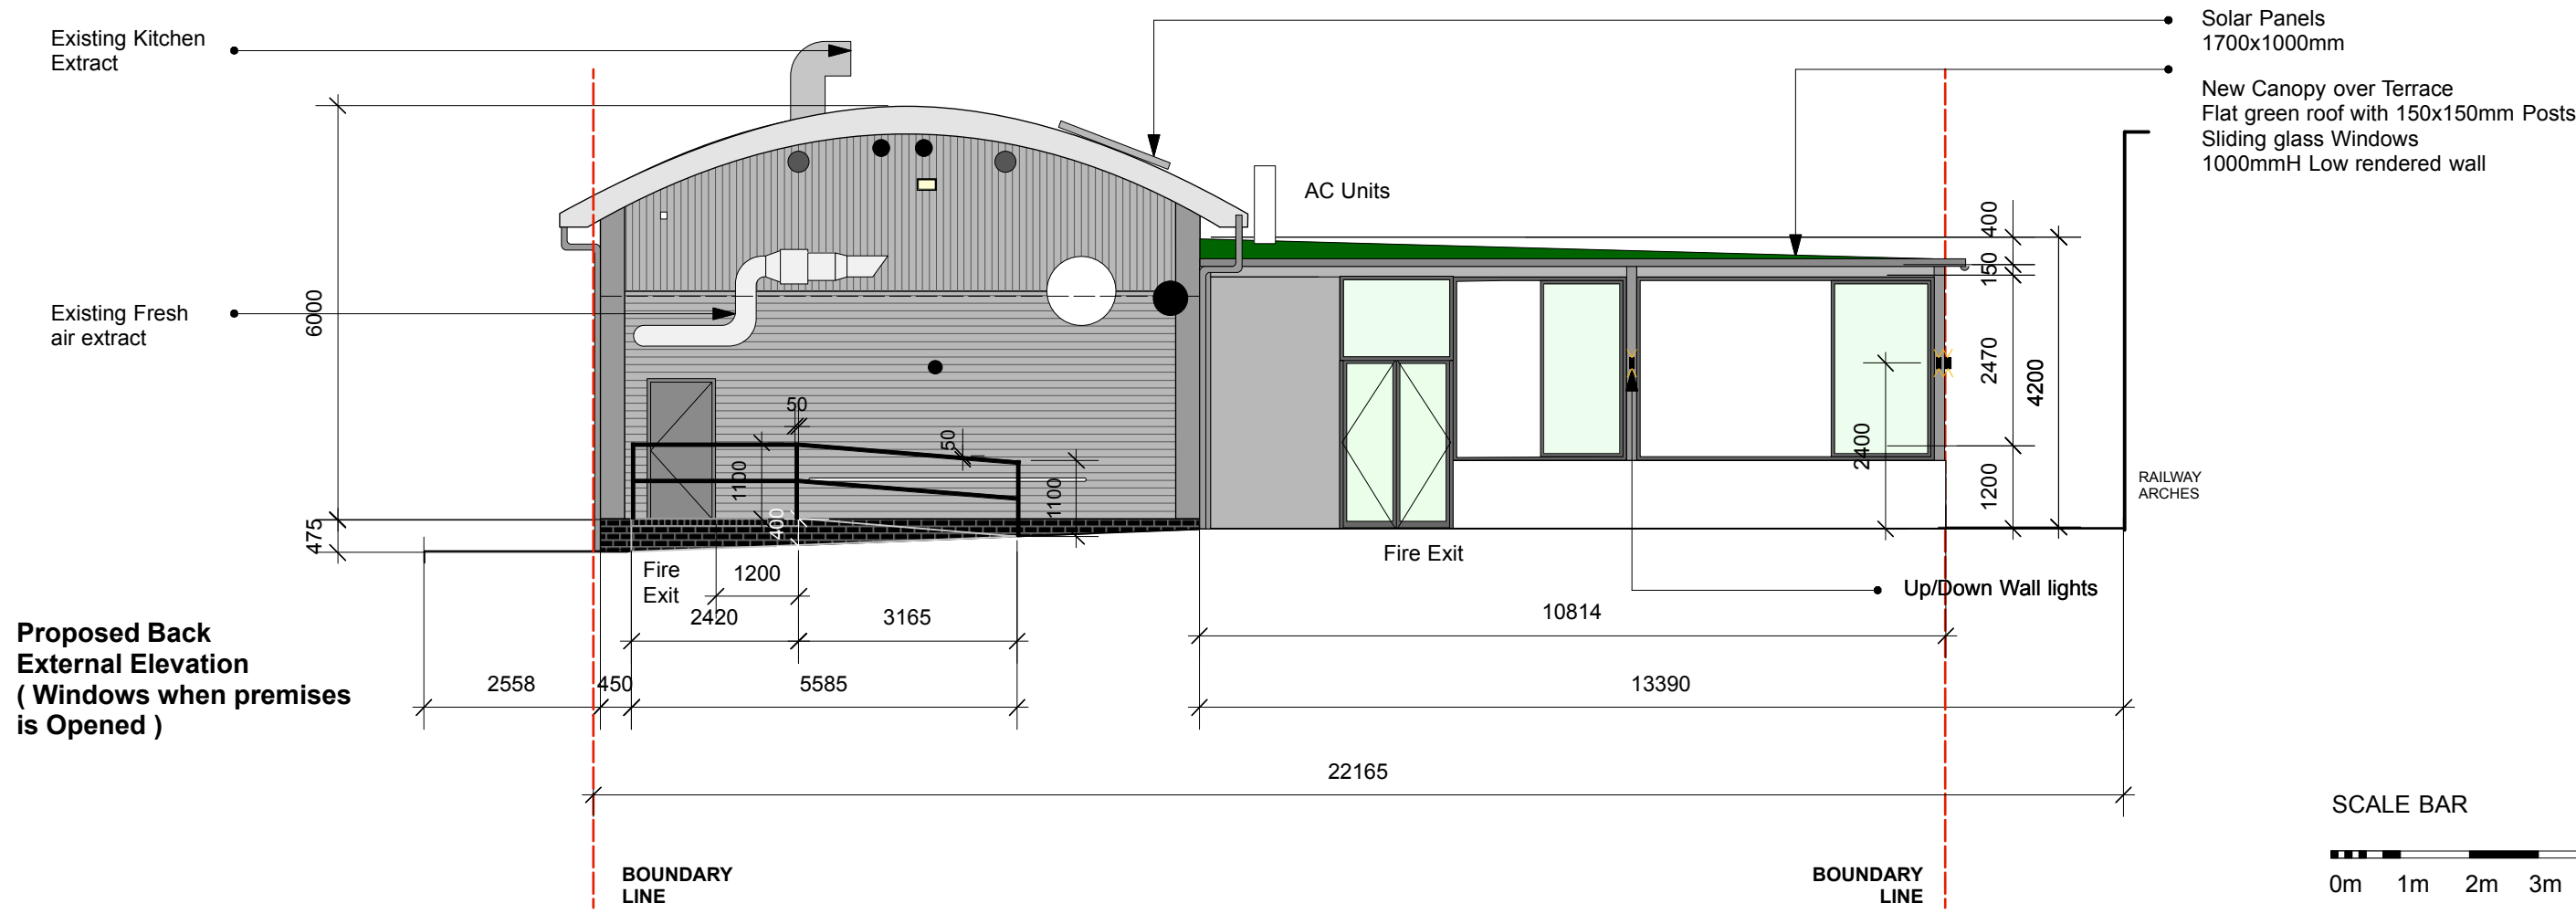 Existing Kitchen
Extract
Solar Panels
1700x1000mm
New Canopy over Terrace
Flat green roof with 150x150mm Posts
Sliding glass Windows
1000mmH Low rendered wall
AC Units
Existing Fresh
air extract
6000
475
400
150
2470
4200
1200
2400
50
50
1100
1100
400
RAILWAY
ARCHES
Fire
Exit
1200
Fire Exit
Up/Down Wall lights
2420
3165
10814
Proposed Back
External Elevation
( Windows when premises
is Opened )
2558
450
5585
13390
22165
SCALE BAR
0m
1m
2m
3m
BOUNDARY
LINE
BOUNDARY
LINE